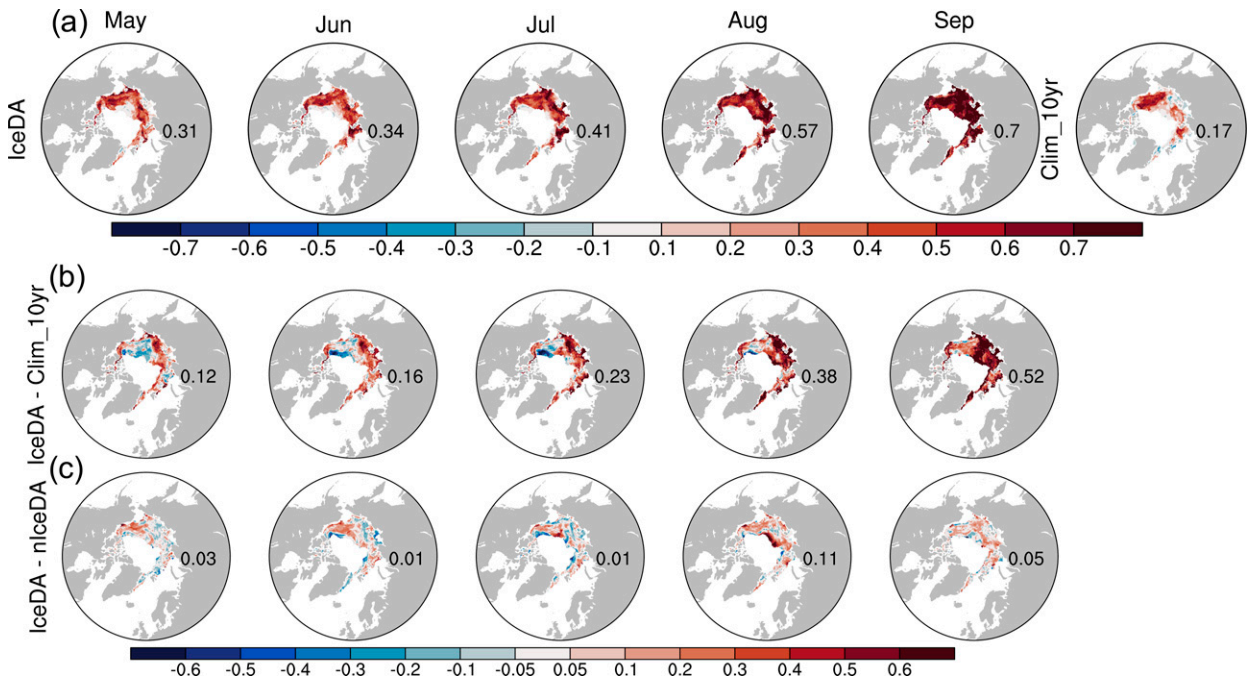 (a) May Jun Jul Aug Sep
IceDA
0.31 0.34 0.41 0.57 0.7
Clim_10yr
0.17
-0.7 -0.6 -0.5 -0.4 -0.3 -0.2 -0.1 0.1 0.2 0.3 0.4 0.5 0.6 0.7
(b)
IceDA - Clim_10yr
0.12 0.16 0.23 0.38 0.52
(c)
IceDA - nIceDA
0.03 0.01 0.01 0.11 0.05
-0.6 -0.5 -0.4 -0.3 -0.2 -0.1 -0.05 0.05 0.1 0.2 0.3 0.4 0.5 0.6